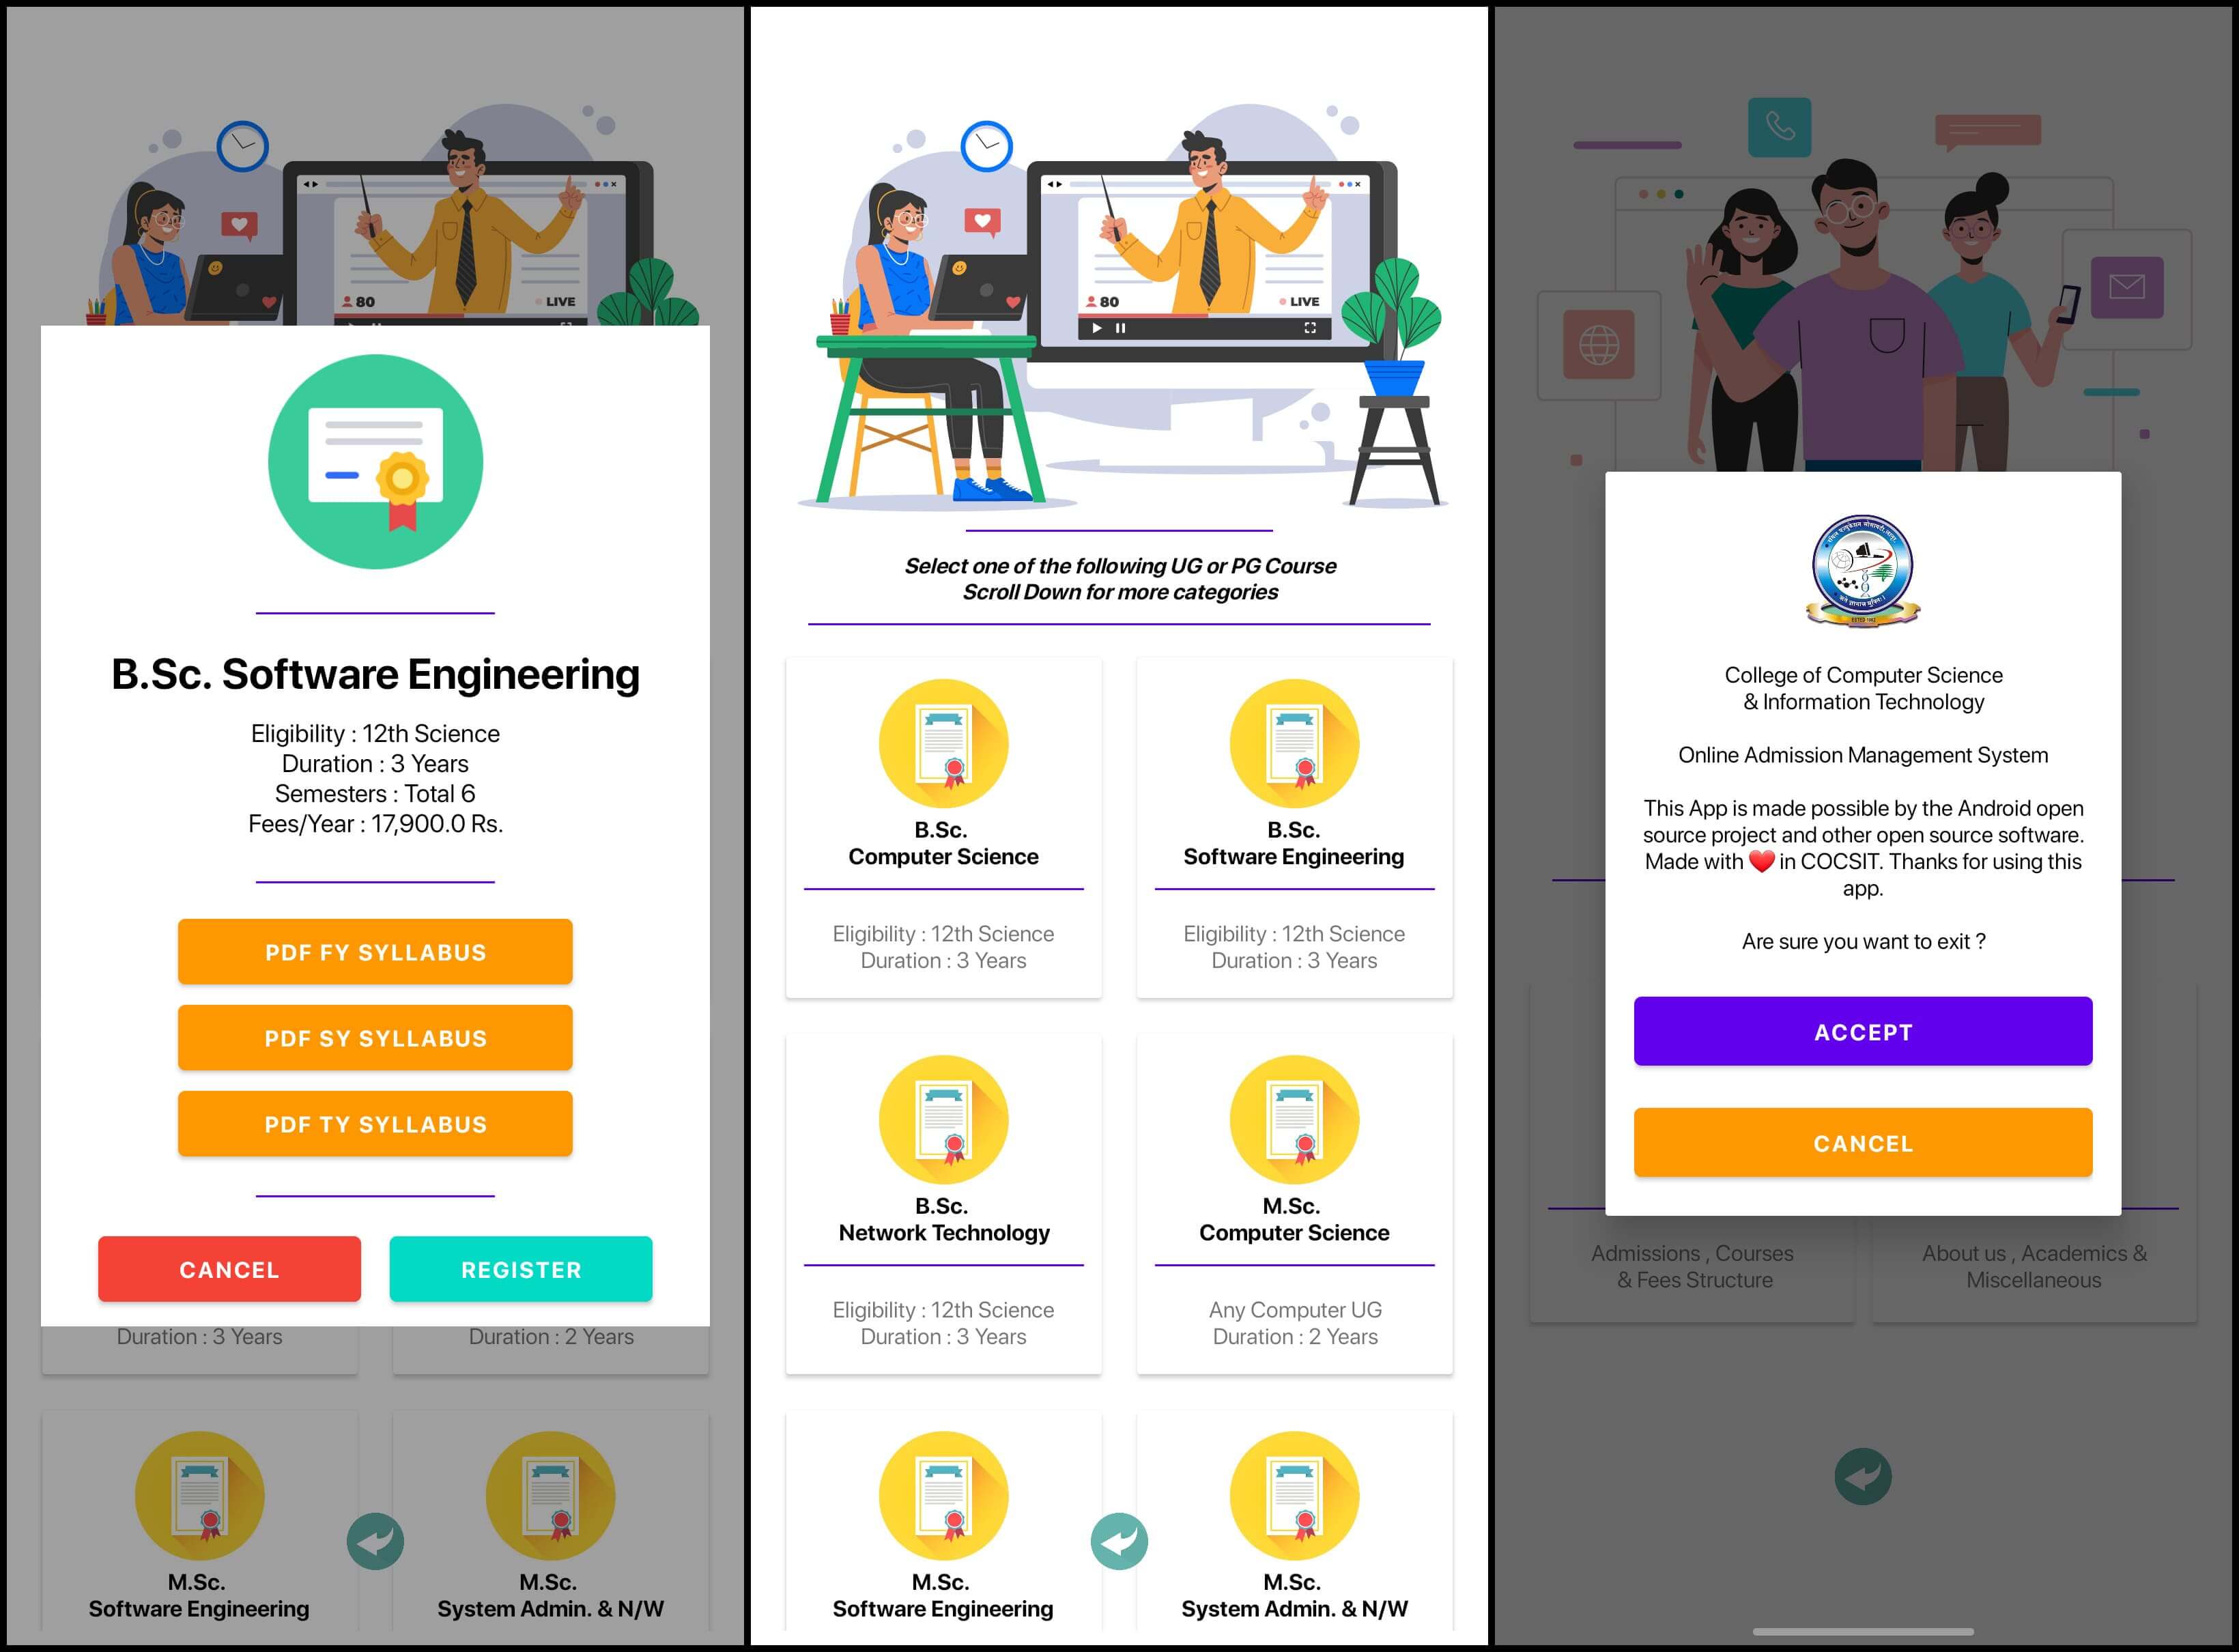 80
LIVE
B.Sc. Software Engineering
Eligibility : 12th Science
Duration : 3 Years
Semesters : Total 6
Fees/Year : 17,900.0 Rs.
PDF FY SYLLABUS
PDF SY SYLLABUS
PDF TY SYLLABUS
CANCEL
REGISTER
Duration : 3 Years
Duration : 2 Years
M.Sc.
Software Engineering
M.Sc.
System Admin. & N/W
80
LIVE
Select one of the following UG or PG Course
Scroll Down for more categories
B.Sc.
Computer Science
Eligibility : 12th Science
Duration : 3 Years
B.Sc.
Software Engineering
Eligibility : 12th Science
Duration : 3 Years
B.Sc.
Network Technology
Eligibility : 12th Science
Duration : 3 Years
M.Sc.
Computer Science
Any Computer UG
Duration : 2 Years
M.Sc.
Software Engineering
M.Sc.
System Admin. & N/W
College of Computer Science
& Information Technology
Online Admission Management System
This App is made possible by the Android open
source project and other open source software.
Made with ❤️ in COCSIT. Thanks for using this
app.
Are sure you want to exit ?
ACCEPT
CANCEL
Admissions , Courses
& Fees Structure
About us , Academics &
Miscellaneous